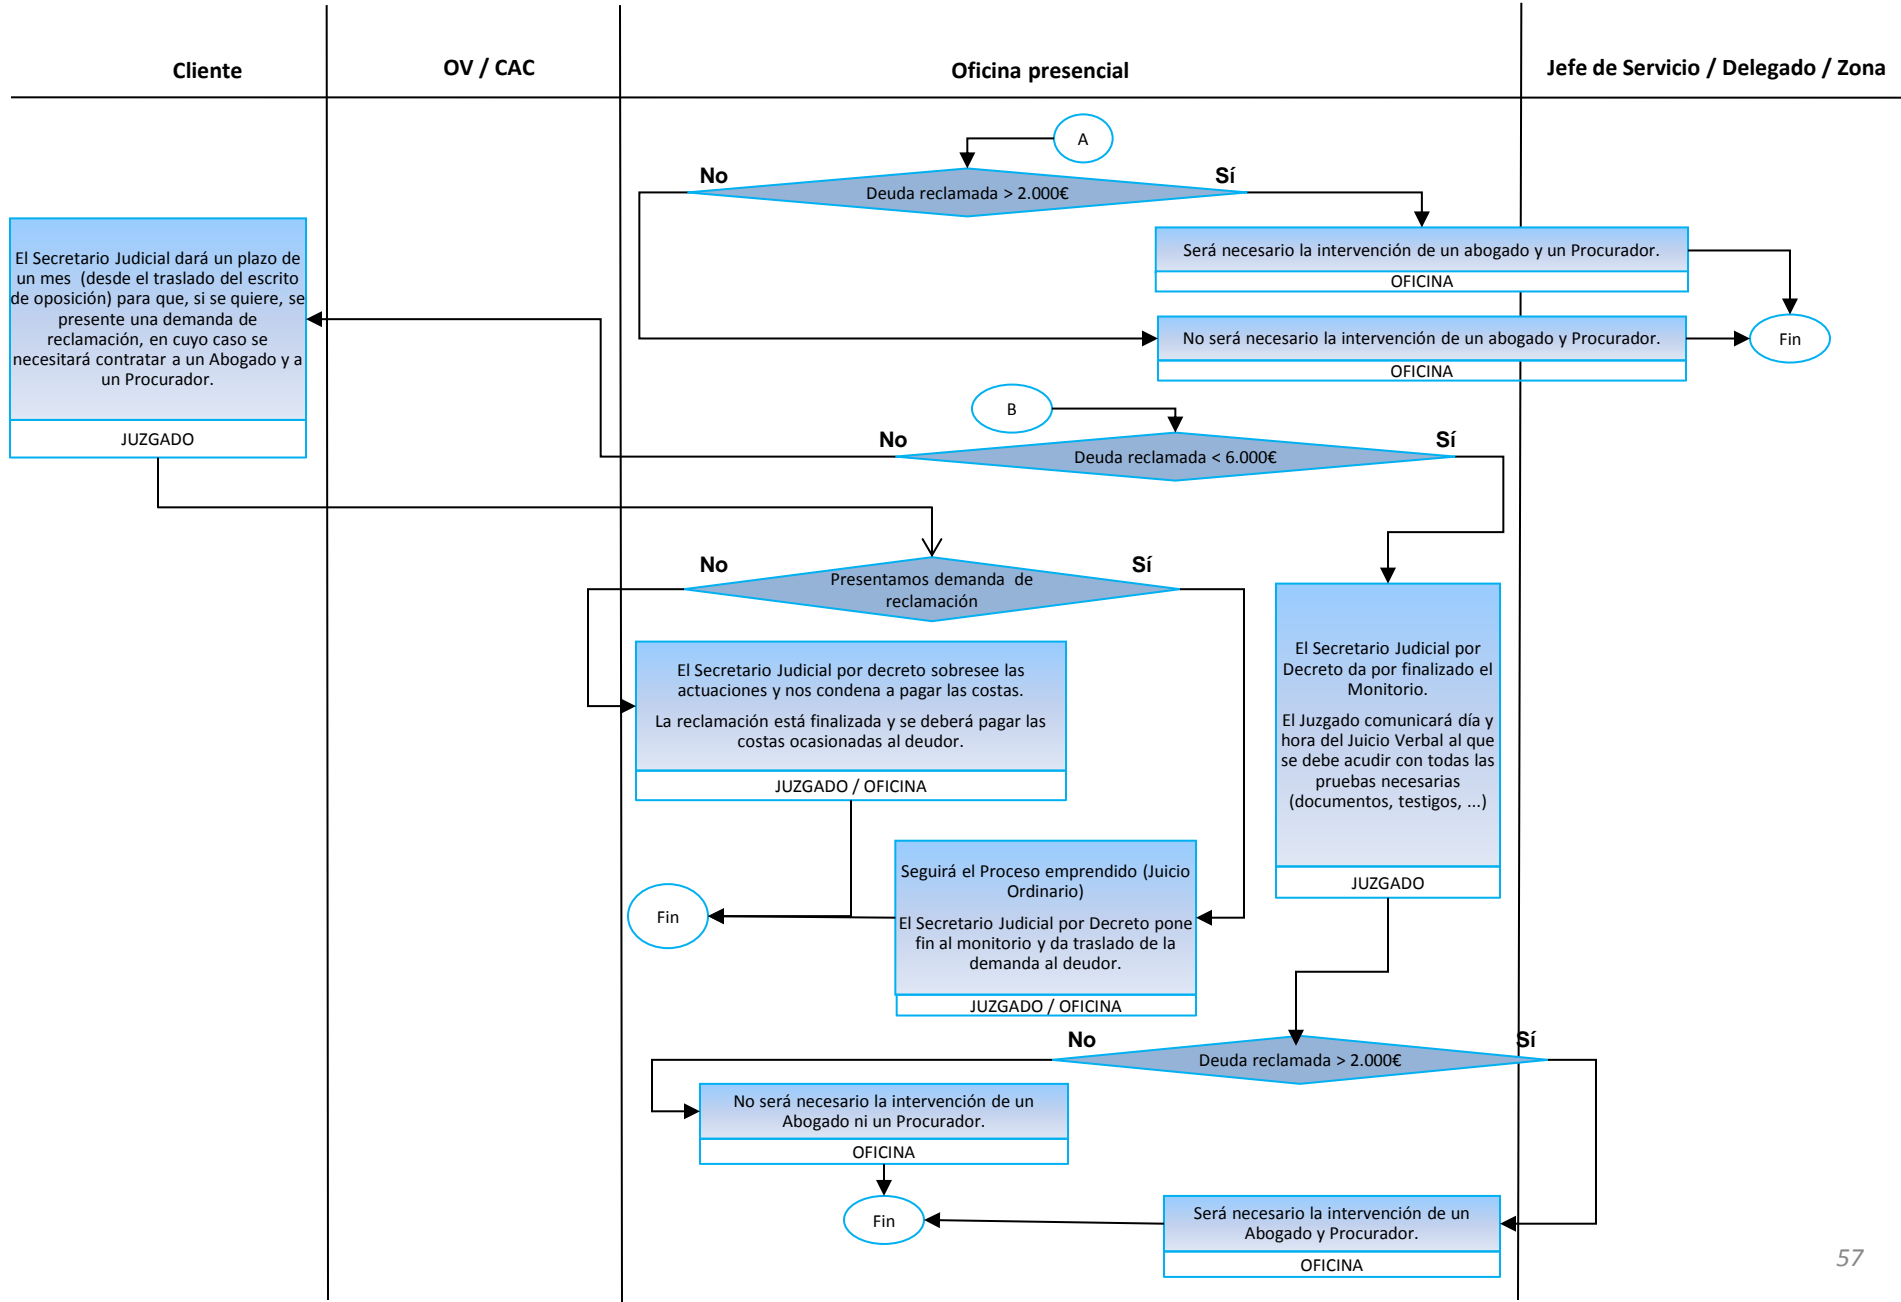 Cliente
OV / CAC
Oficina presencial
Jefe de Servicio / Delegado / Zona
A
No
Sí
Deuda reclamada > 2.000€
Será necesario la intervención de un abogado y un Procurador.
OFICINA
No será necesario la intervención de un abogado y Procurador.
OFICINA
Fin
El Secretario Judicial dará un plazo de
un mes (desde el traslado del escrito
de oposición) para que, si se quiere, se
presente una demanda de
reclamación, en cuyo caso se
necesitará contratar a un Abogado y a
un Procurador.
JUZGADO
B
No
Sí
Deuda reclamada < 6.000€
No
Sí
Presentamos demanda de
reclamación
El Secretario Judicial por decreto sobresee las
actuaciones y nos condena a pagar las costas.
La reclamación está finalizada y se deberá pagar las
costas ocasionadas al deudor.
JUZGADO / OFICINA
El Secretario Judicial por
Decreto da por finalizado el
Monitorio.
El Juzgado comunicará día y
hora del Juicio Verbal al que
se debe acudir con todas las
pruebas necesarias
(documentos, testigos, ...)
JUZGADO
Seguirá el Proceso emprendido (Juicio
Ordinario)
El Secretario Judicial por Decreto pone
fin al monitorio y da traslado de la
demanda al deudor.
JUZGADO / OFICINA
Fin
No
Sí
Deuda reclamada > 2.000€
No será necesario la intervención de un
Abogado ni un Procurador.
OFICINA
Fin
Será necesario la intervención de un
Abogado y Procurador.
OFICINA
57